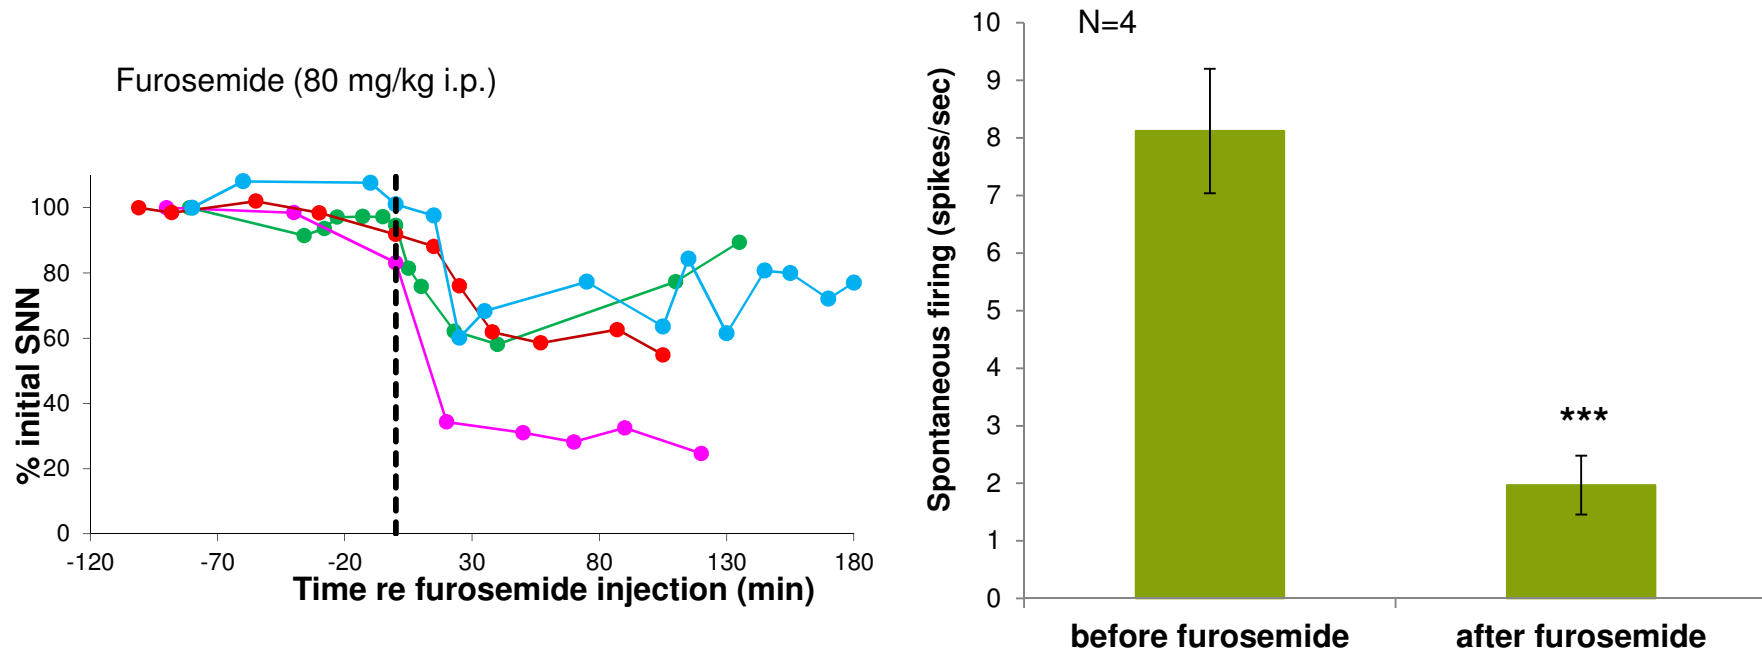 Furosemide (80 mg/kg i.p.)
% initial SNN
100
80
60
40
20
0
-120 -70 -20 30 80 130 180
Time re furosemide injection (min)
N=4
Spontaneous firing (spikes/sec)
10
9
8
7
6
5
4
3
2
1
0
***
before furosemide after furosemide